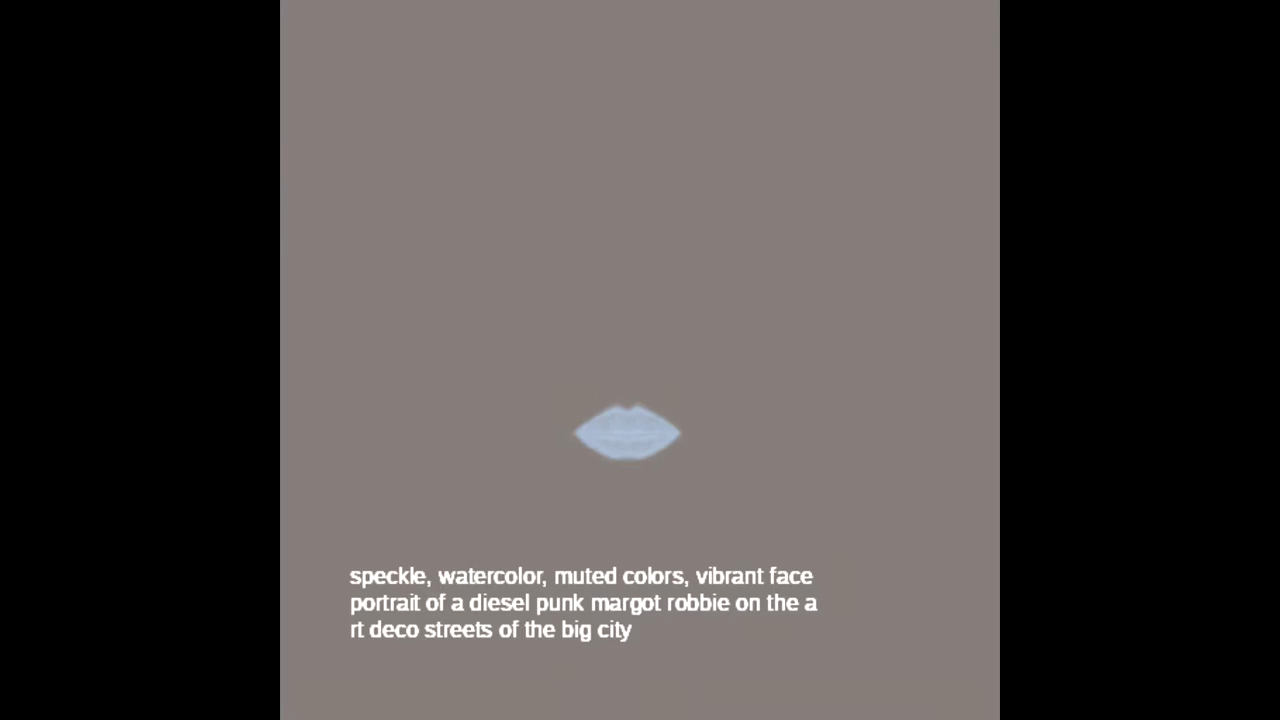 speckle, watercolor, muted colors, vibrant face
portrait of a diesel punk margot robbie on the a
rt deco streets of the big city